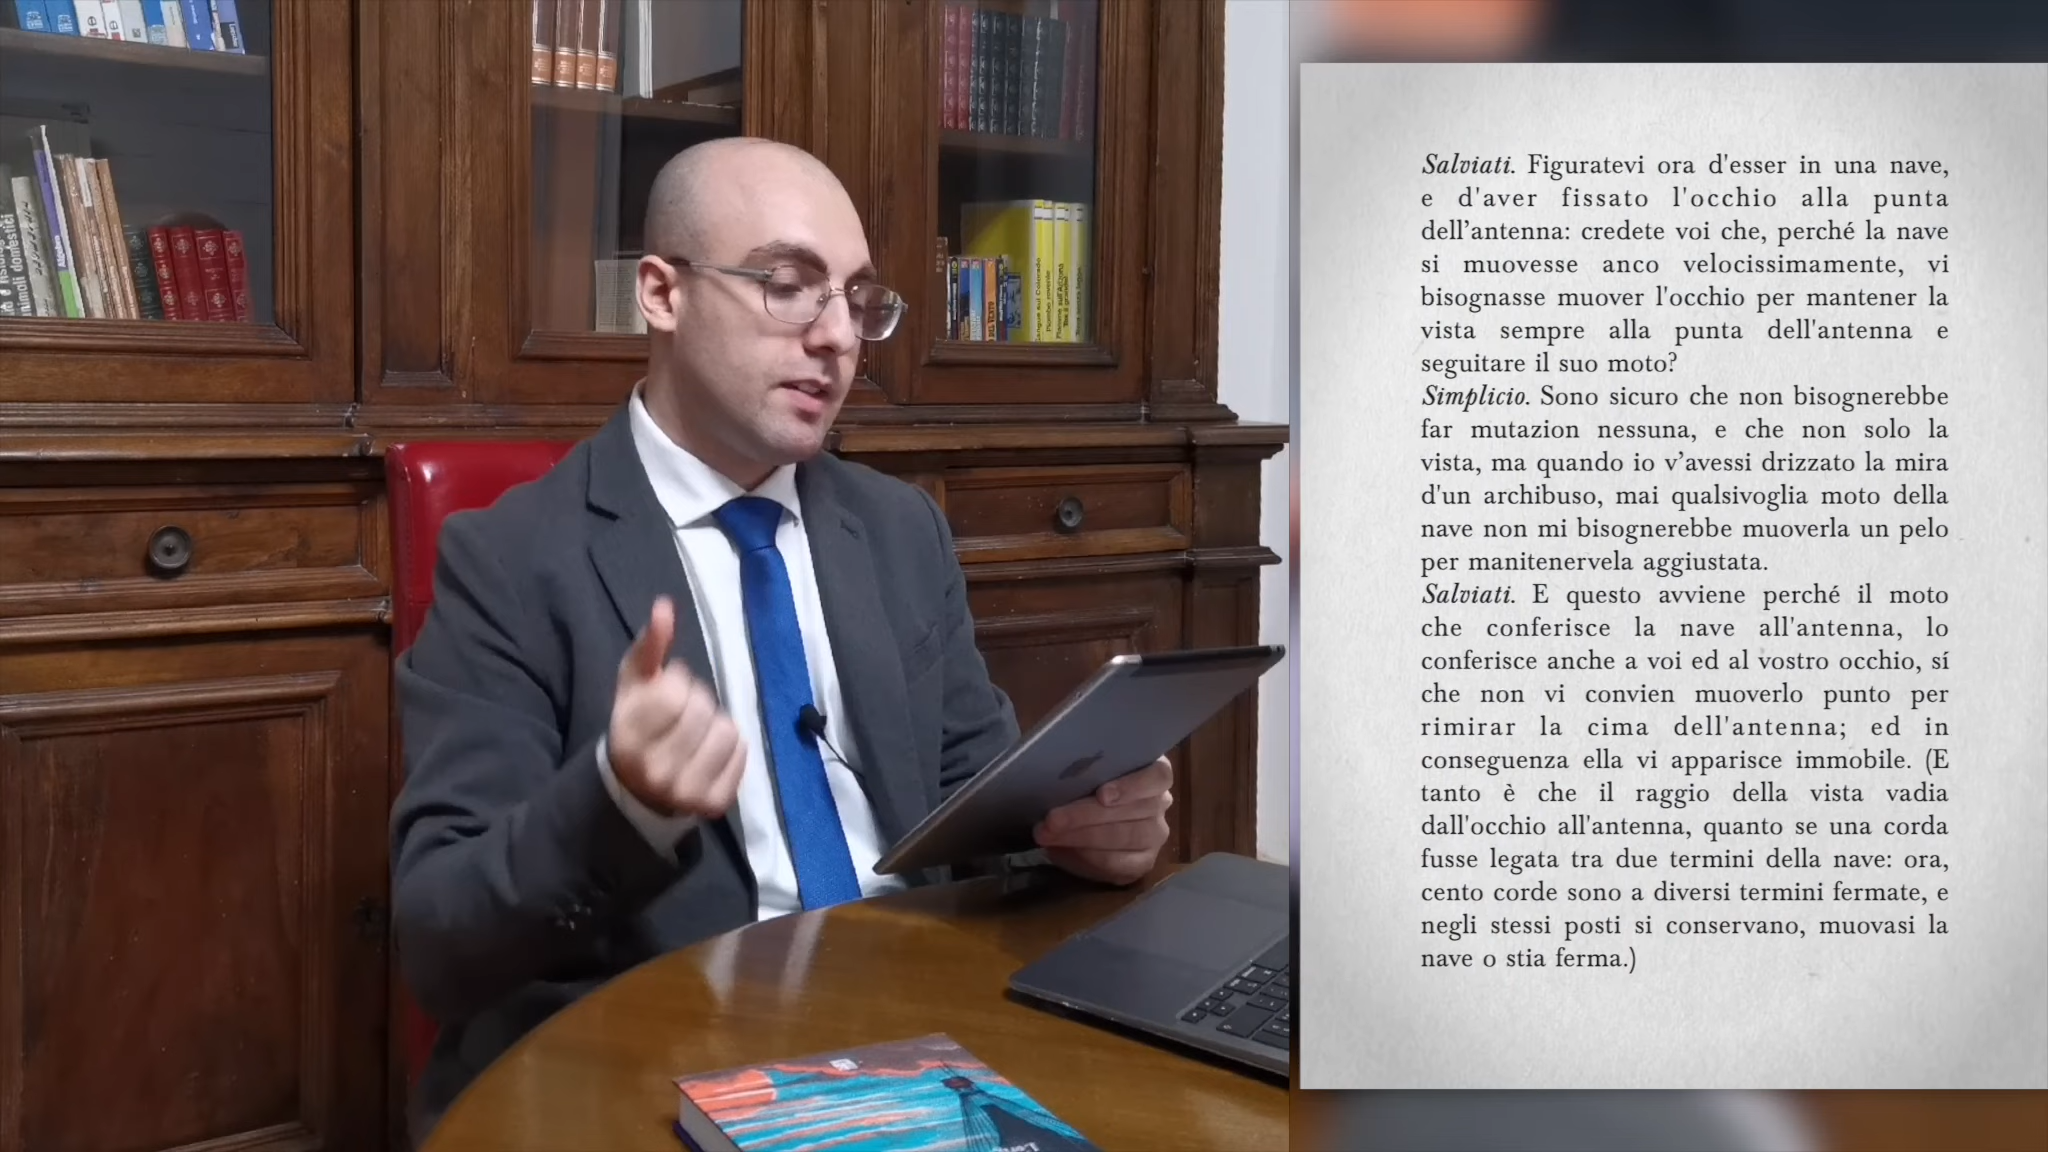 animali domestici
Salviati. Figuratevi ora d'esser in una nave,
e d'aver fissato l'occhio alla punta
dell’antenna: credete voi che, perché la nave
si muovesse anco velocissimamente, vi
bisognasse muover l'occhio per mantener la
vista sempre alla punta dell'antenna e
seguitare il suo moto?
Simplicio. Sono sicuro che non bisognerebbe
far mutazion nessuna, e che non solo la
vista, ma quando io v’avessi drizzato la mira
d'un archibuso, mai qualsivoglia moto della
nave non mi bisognerebbe muoverla un pelo
per manitenervela aggiustata.
Salviati. E questo avviene perché il moto
che conferisce la nave all'antenna, lo
conferisce anche a voi ed al vostro occhio, sí
che non vi convien muoverlo punto per
rimirar la cima dell'antenna; ed in
conseguenza ella vi apparisce immobile. (E
tanto è che il raggio della vista vadia
dall'occhio all'antenna, quanto se una corda
fusse legata tra due termini della nave: ora,
cento corde sono a diversi termini fermate, e
negli stessi posti si conservano, muovasi la
nave o stia ferma.)